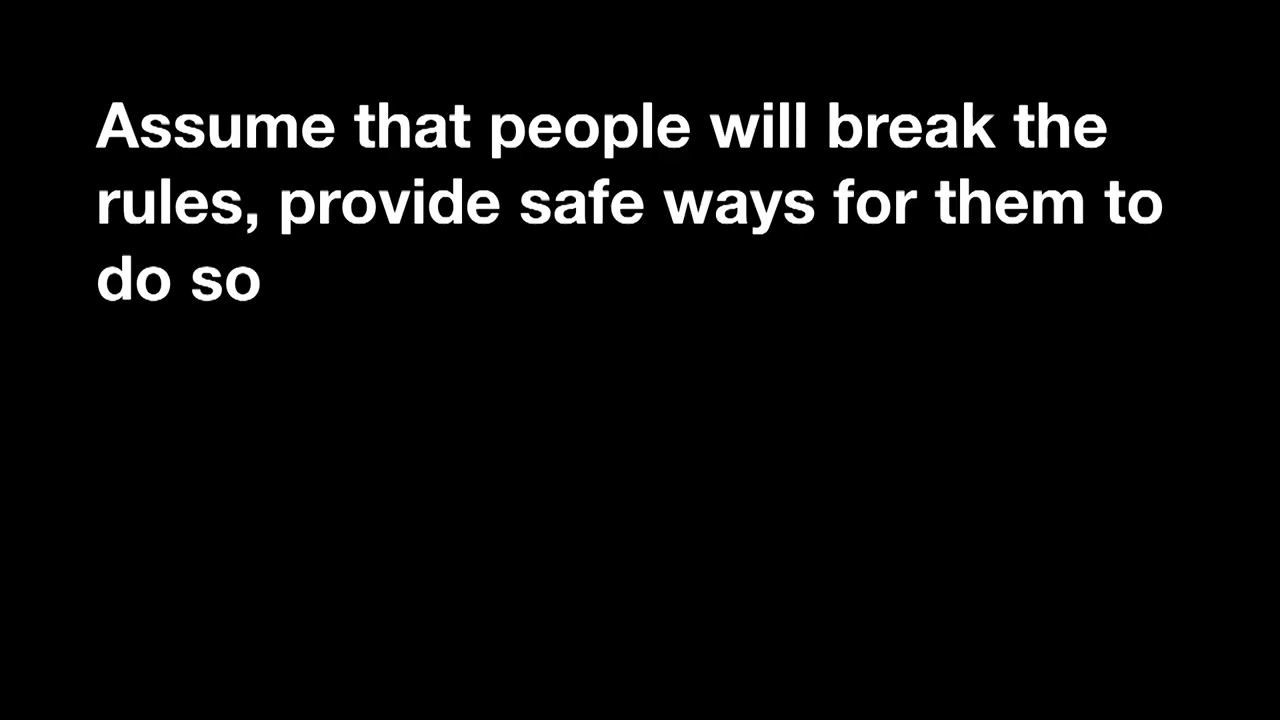 Assume that people will break the
rules, provide safe ways for them to
do so